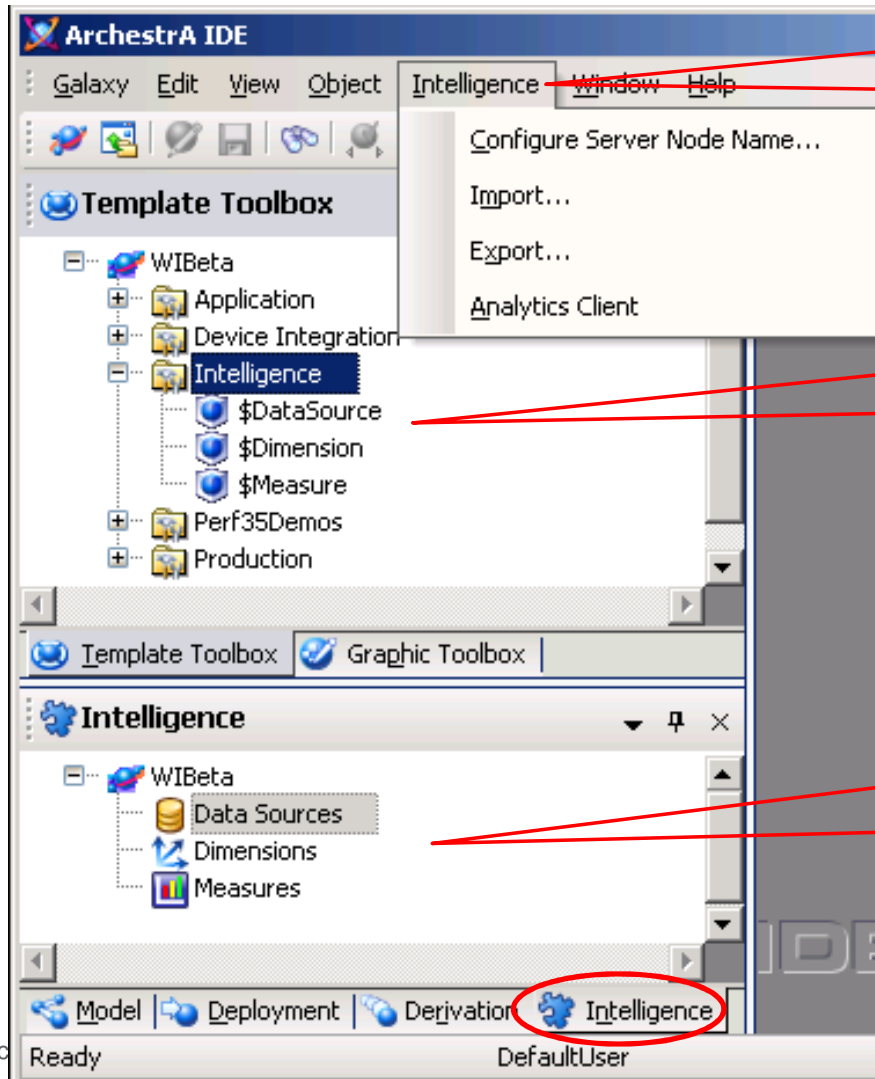 ArchestrA IDE
Galaxy Edit View Object Intelligence Window Help
Configure Server Node Name...
Import...
Export...
Analytics Client
Template Toolbox
WIBeta
Application
Device Integration
Intelligence
$DataSource
$Dimension
$Measure
Perf35Demos
Production
Template Toolbox Graphic Toolbox
Intelligence
WIBeta
Data Sources
Dimensions
Measures
Model Deployment Derivation Intelligence
Ready DefaultUser